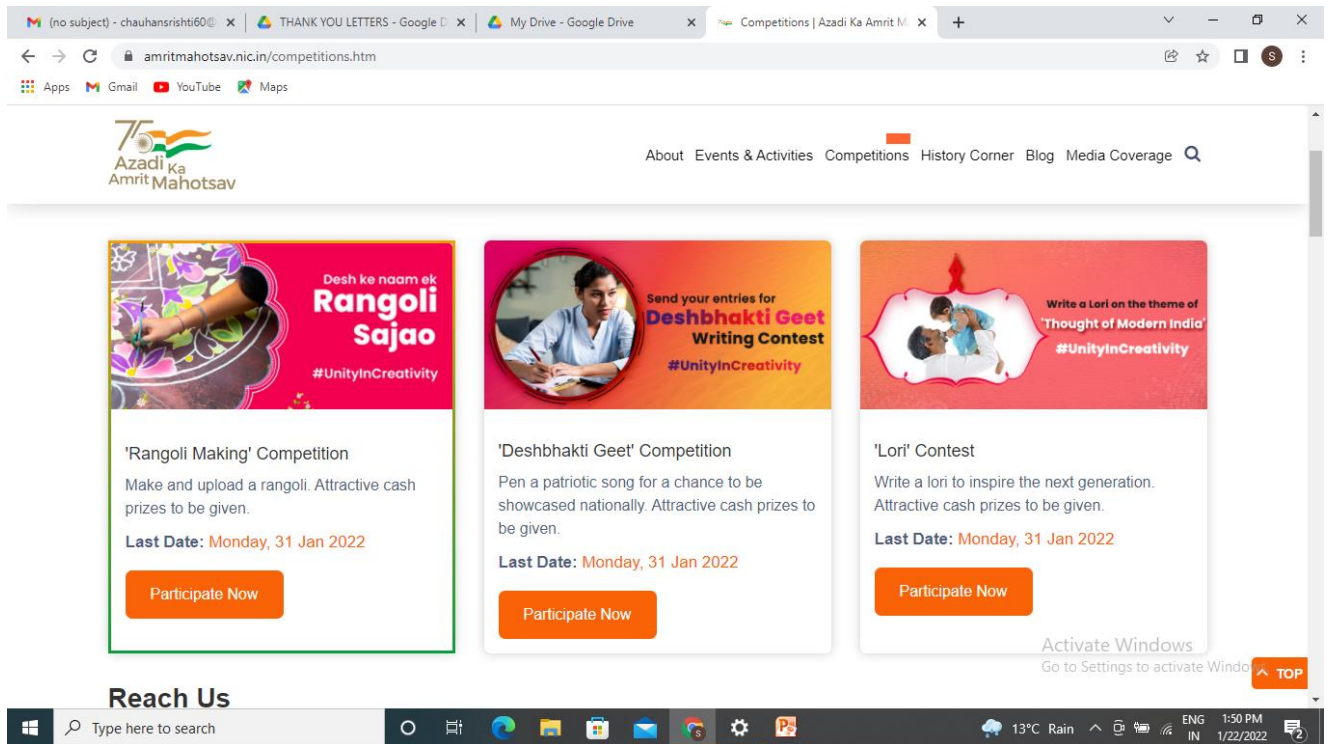 (no subject) - chauhansrishti60@
THANK YOU LETTERS - Google D
My Drive - Google Drive
Competitions | Azadi Ka Amrit M
amritmahotsav.nic.in/competitions.htm
S
Apps
Gmail
YouTube
Maps
75
Azadi Ka
Amrit Mahotsav
About
Events & Activities
Competitions
History Corner
Blog
Media Coverage
Desh ke naam ek
Rangoli
Sajao
#UnityInCreativity
'Rangoli Making' Competition
Make and upload a rangoli. Attractive cash
prizes to be given.
Last Date: Monday, 31 Jan 2022
Participate Now
Send your entries for
Deshbhakti Geet
Writing Contest
#UnityInCreativity
'Deshbhakti Geet' Competition
Pen a patriotic song for a chance to be
showcased nationally. Attractive cash prizes to
be given.
Last Date: Monday, 31 Jan 2022
Participate Now
Write a Lori on the theme of
'Thought of Modern India'
#UnityInCreativity
'Lori' Contest
Write a lori to inspire the next generation.
Attractive cash prizes to be given.
Last Date: Monday, 31 Jan 2022
Participate Now
Activate Windows
Go to Settings to activate Windo
TOP
Reach Us
Type here to search
13°C Rain
ENG
IN
1:50 PM
1/22/2022
2